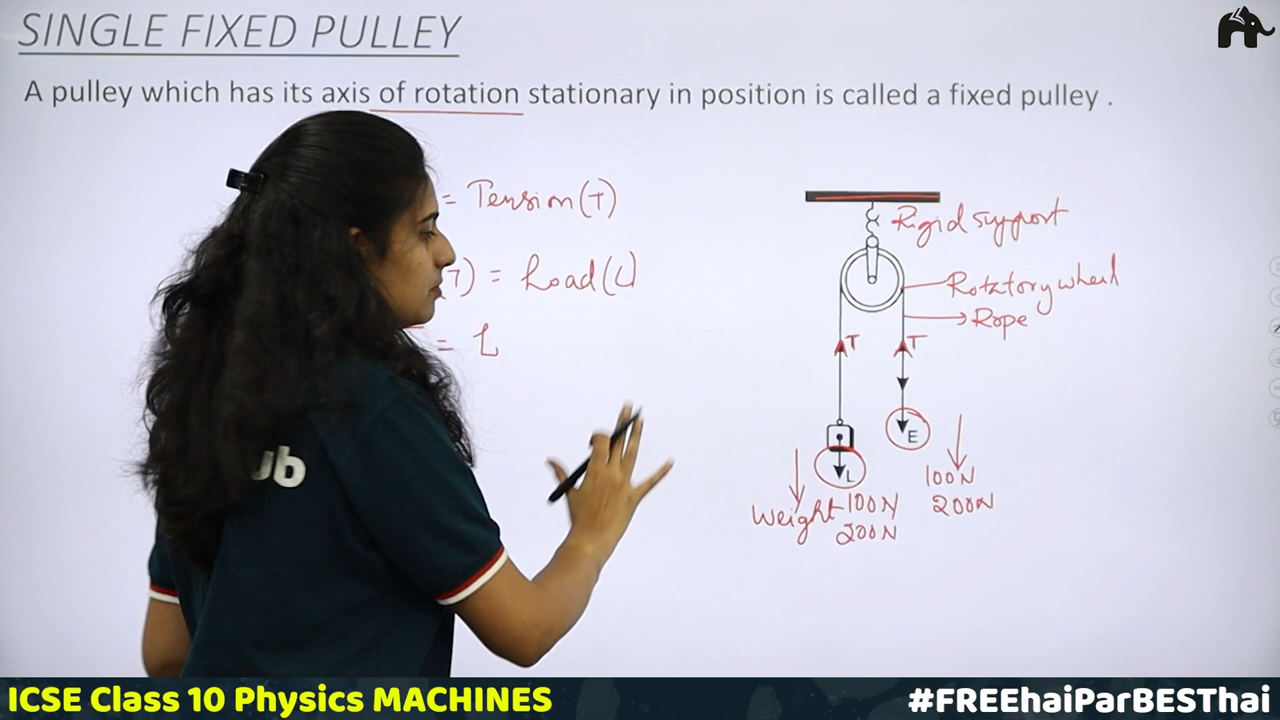 SINGLE FIXED PULLEY
A pulley which has its axis of rotation stationary in position is called a fixed pulley .
= Tension(T)
T) = Load(L)
= L
Rigid support
Rotatory wheel
Rope
T
T
E
L
Weight 100N
200N
100N
200N
ub
ICSE Class 10 Physics MACHINES
#FREEhaiParBESThai